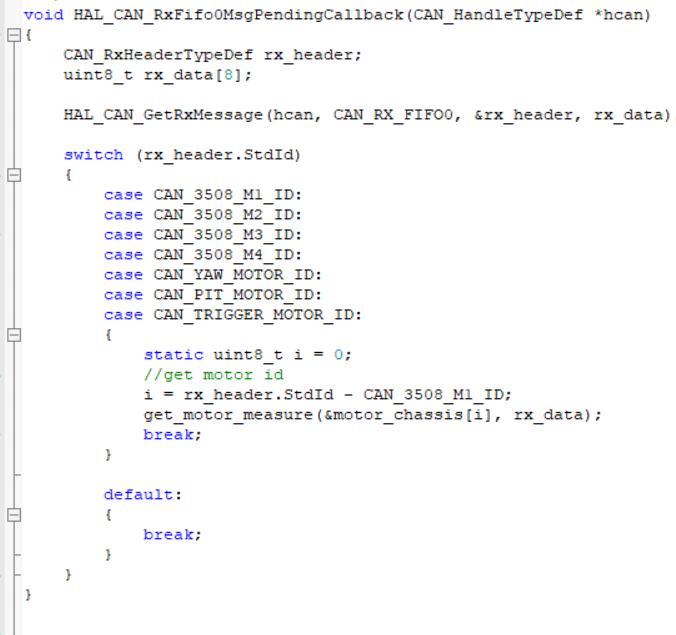 void HAL_CAN_RxFifo0MsgPendingCallback(CAN_HandleTypeDef *hcan)
{
    CAN_RxHeaderTypeDef rx_header;
    uint8_t rx_data[8];
    HAL_CAN_GetRxMessage(hcan, CAN_RX_FIFO0, &rx_header, rx_data)
    switch (rx_header.StdId)
    {
        case CAN_3508_M1_ID:
        case CAN_3508_M2_ID:
        case CAN_3508_M3_ID:
        case CAN_3508_M4_ID:
        case CAN_YAW_MOTOR_ID:
        case CAN_PIT_MOTOR_ID:
        case CAN_TRIGGER_MOTOR_ID:
        {
            static uint8_t i = 0;
            //get motor id
            i = rx_header.StdId - CAN_3508_M1_ID;
            get_motor_measure(&motor_chassis[i], rx_data);
            break;
        }
        default:
        {
            break;
        }
    }
}